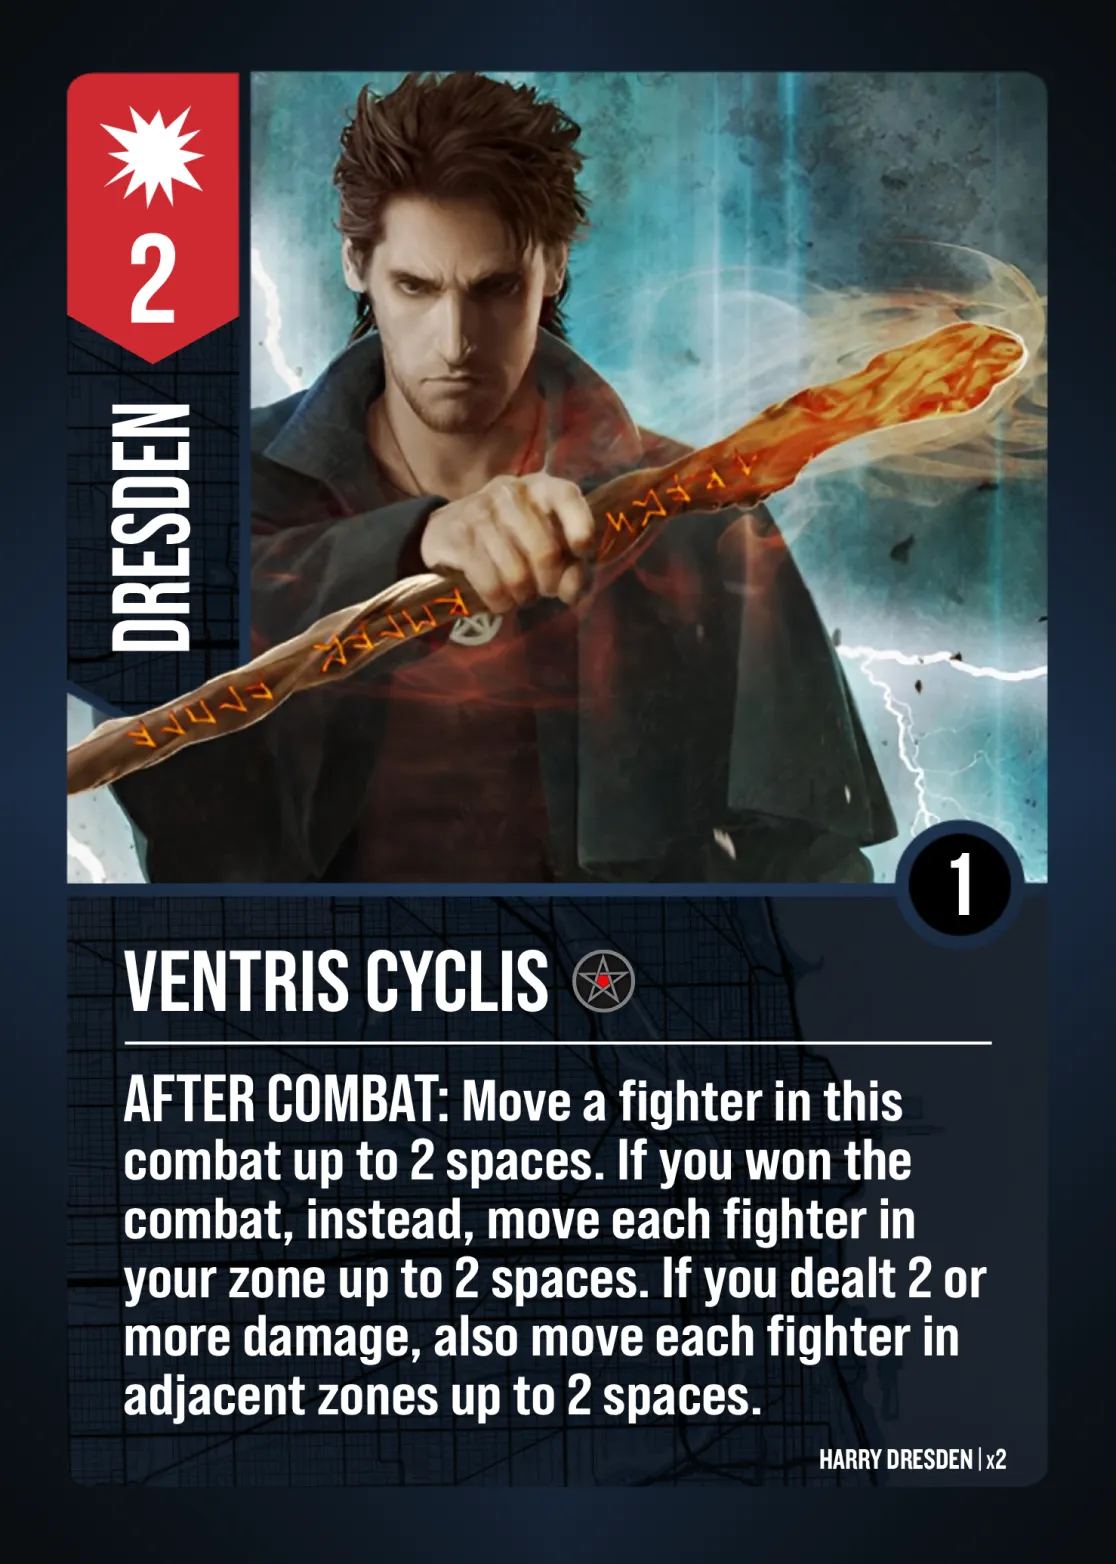 2
DRESDEN
1
VENTRIS CYCLIS
AFTER COMBAT: Move a fighter in this
combat up to 2 spaces. If you won the
combat, instead, move each fighter in
your zone up to 2 spaces. If you dealt 2 or
more damage, also move each fighter in
adjacent zones up to 2 spaces.
HARRY DRESDEN | x2